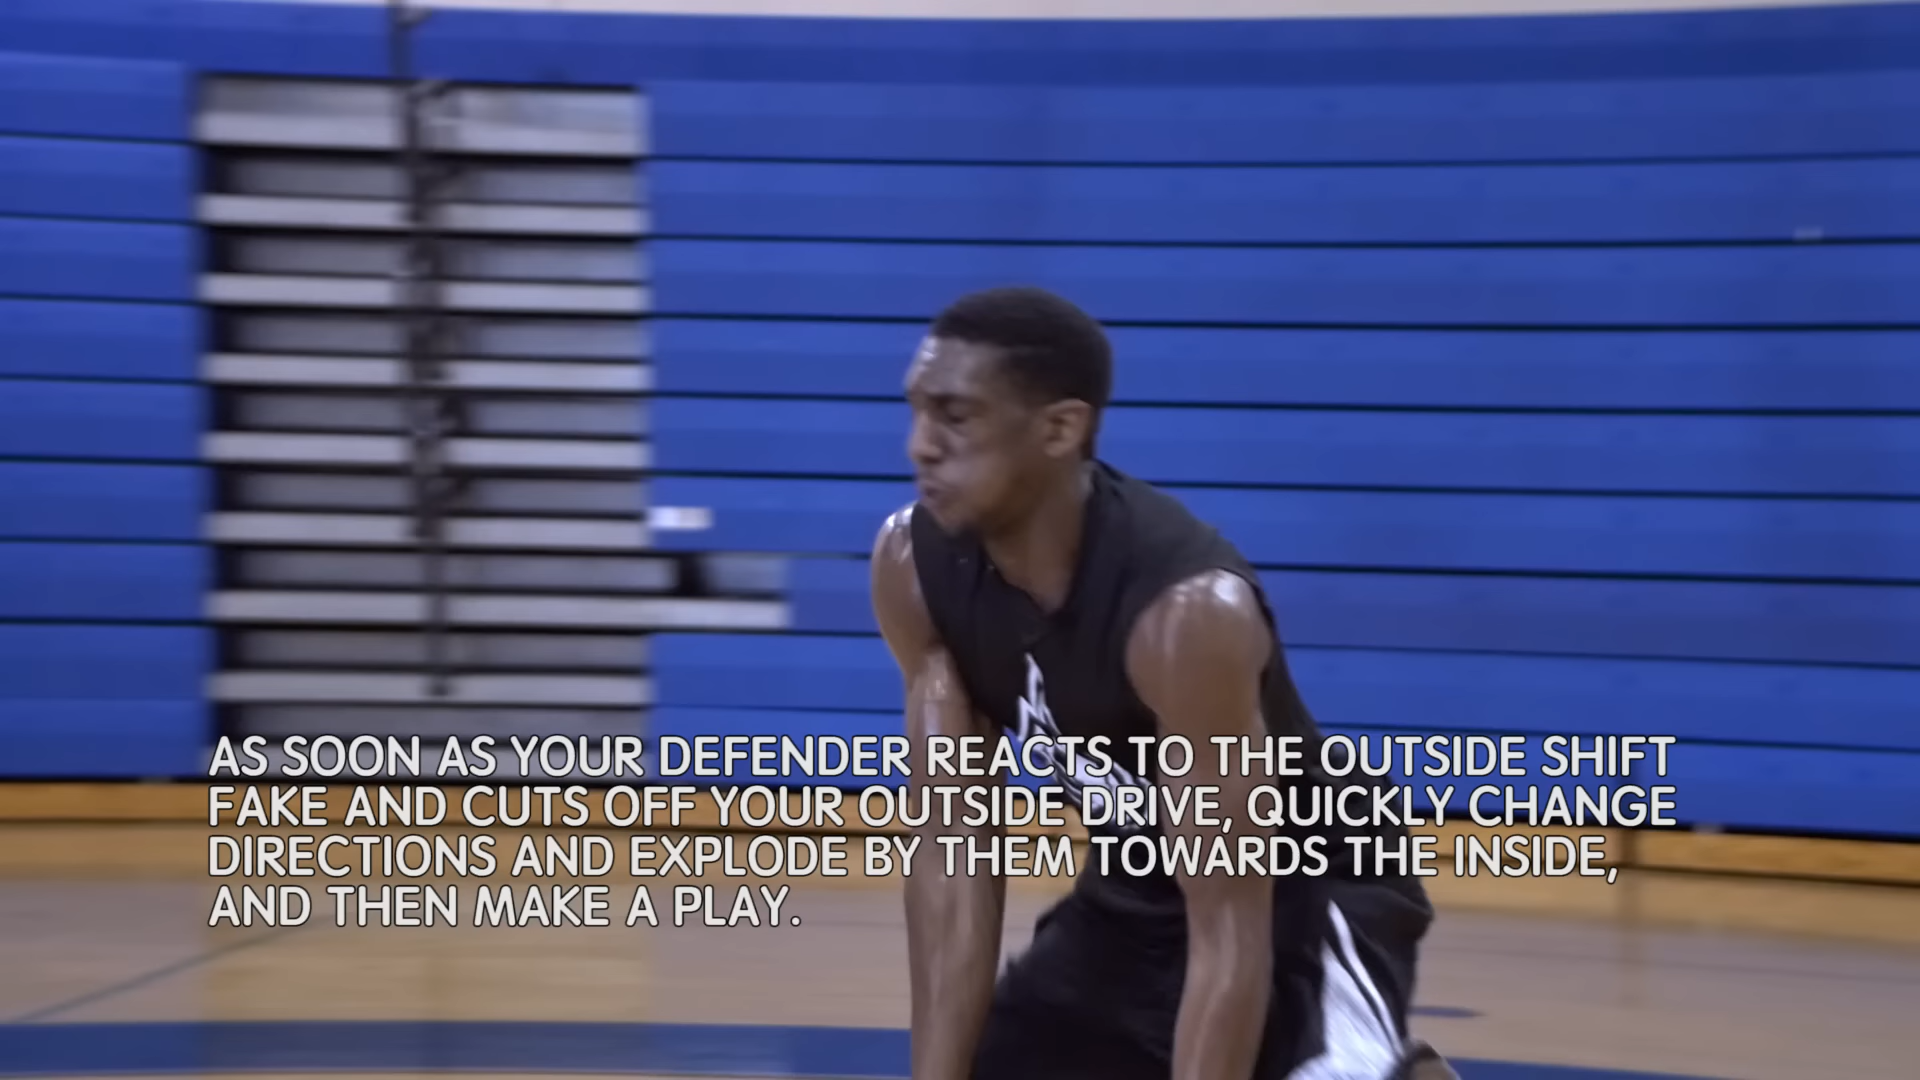 AS SOON AS YOUR DEFENDER REACTS TO THE OUTSIDE SHIFT
FAKE AND CUTS OFF YOUR OUTSIDE DRIVE, QUICKLY CHANGE
DIRECTIONS AND EXPLODE BY THEM TOWARDS THE INSIDE,
AND THEN MAKE A PLAY.